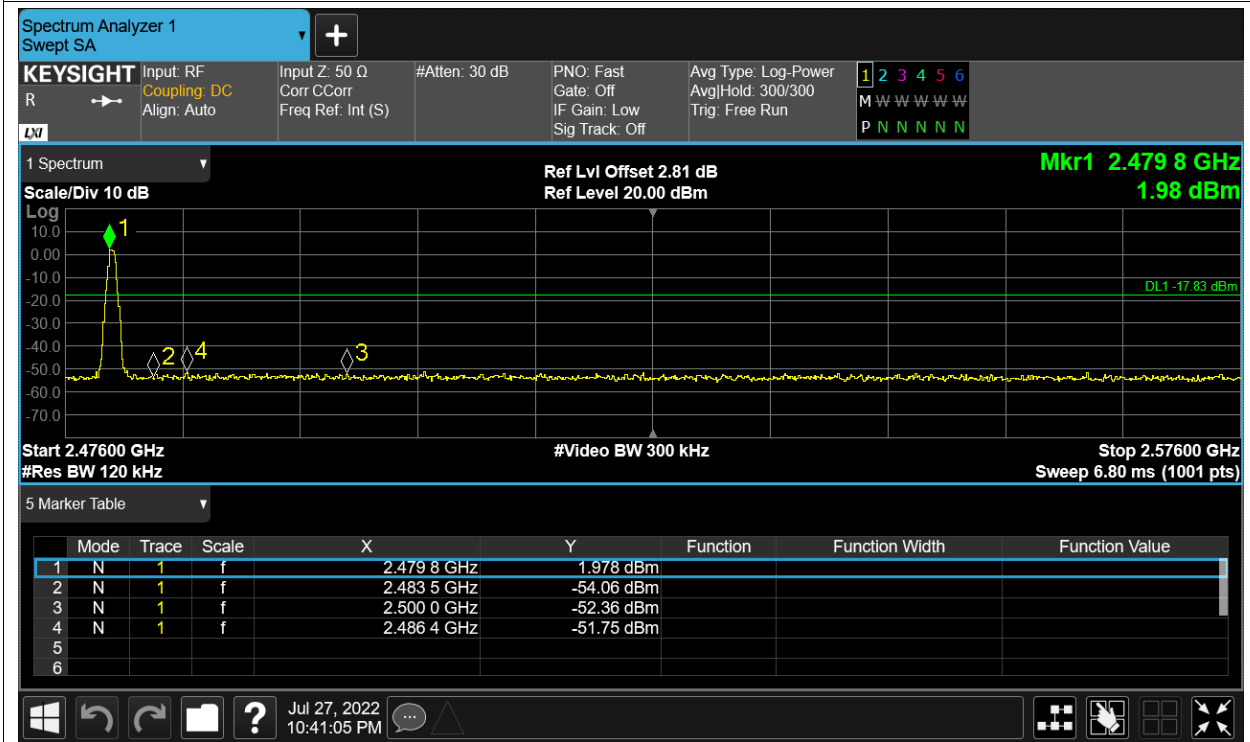 Spectrum Analyzer 1
Swept SA
+
KEYSIGHT
R
LXI
Input: RF
Coupling: DC
Align: Auto
Input Z: 50 Ω
Corr CCorr
Freq Ref: Int (S)
#Atten: 30 dB
PNO: Fast
Gate: Off
IF Gain: Low
Sig Track: Off
Avg Type: Log-Power
Avg|Hold: 300/300
Trig: Free Run
1 2 3 4 5 6
M W W W W W
P N N N N N
1 Spectrum
Scale/Div 10 dB
Ref Lvl Offset 2.81 dB
Ref Level 20.00 dBm
Mkr1 2.479 8 GHz
1.98 dBm
Log
10.0
0.00
-10.0
-20.0
-30.0
-40.0
-50.0
-60.0
-70.0
1
2
4
3
DL1 -17.83 dBm
Start 2.47600 GHz
#Video BW 300 kHz
Stop 2.57600 GHz
#Res BW 120 kHz
Sweep 6.80 ms (1001 pts)
5 Marker Table
Mode Trace Scale X Y Function Function Width Function Value
1 N 1 f 2.479 8 GHz 1.978 dBm
2 N 1 f 2.483 5 GHz -54.06 dBm
3 N 1 f 2.500 0 GHz -52.36 dBm
4 N 1 f 2.486 4 GHz -51.75 dBm
5
6
?
Jul 27, 2022
10:41:05 PM